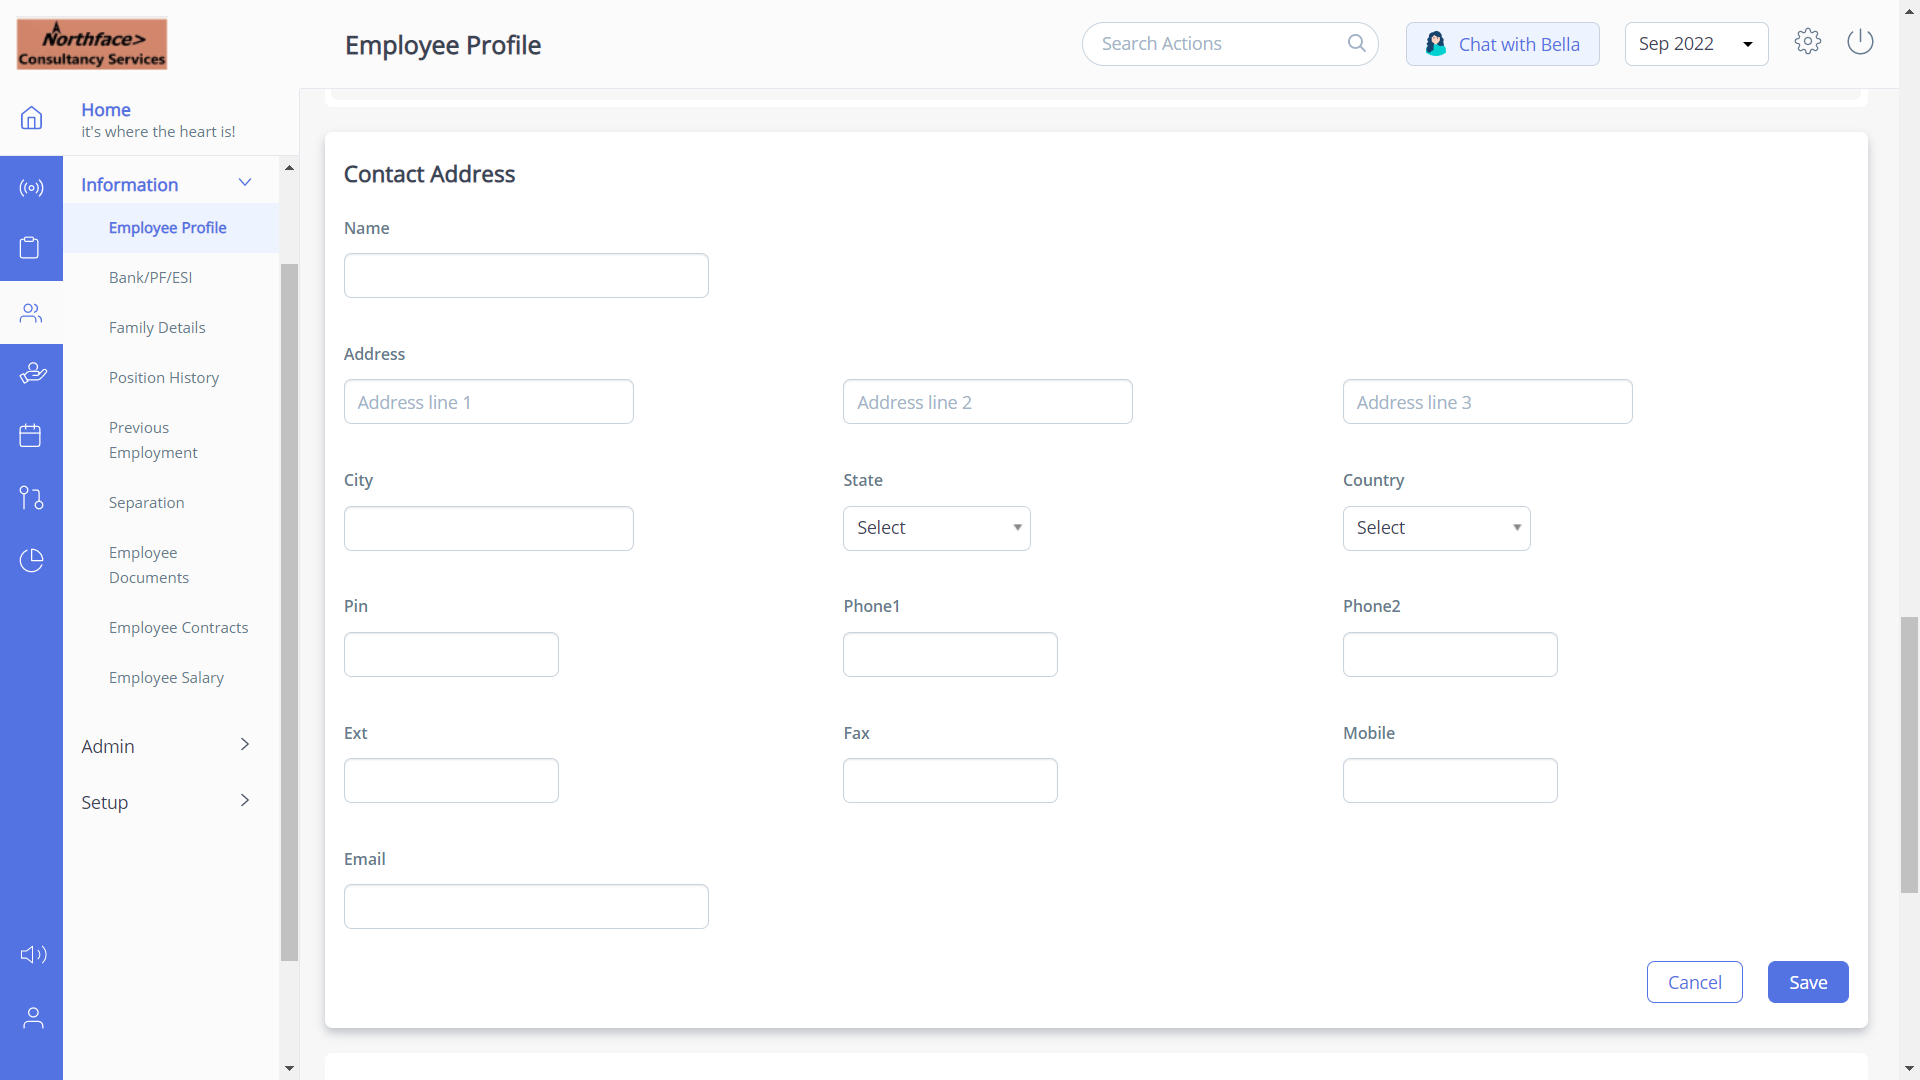 Northface>
Consultancy Services
Employee Profile
Search Actions
Chat with Bella
Sep 2022
Home
it's where the heart is!
Information
Employee Profile
Bank/PF/ESI
Family Details
Position History
Previous
Employment
Separation
Employee
Documents
Employee Contracts
Employee Salary
Admin
Setup
Contact Address
Name
Address
Address line 1
Address line 2
Address line 3
City
State
Country
Select
Select
Pin
Phone1
Phone2
Ext
Fax
Mobile
Email
Cancel
Save